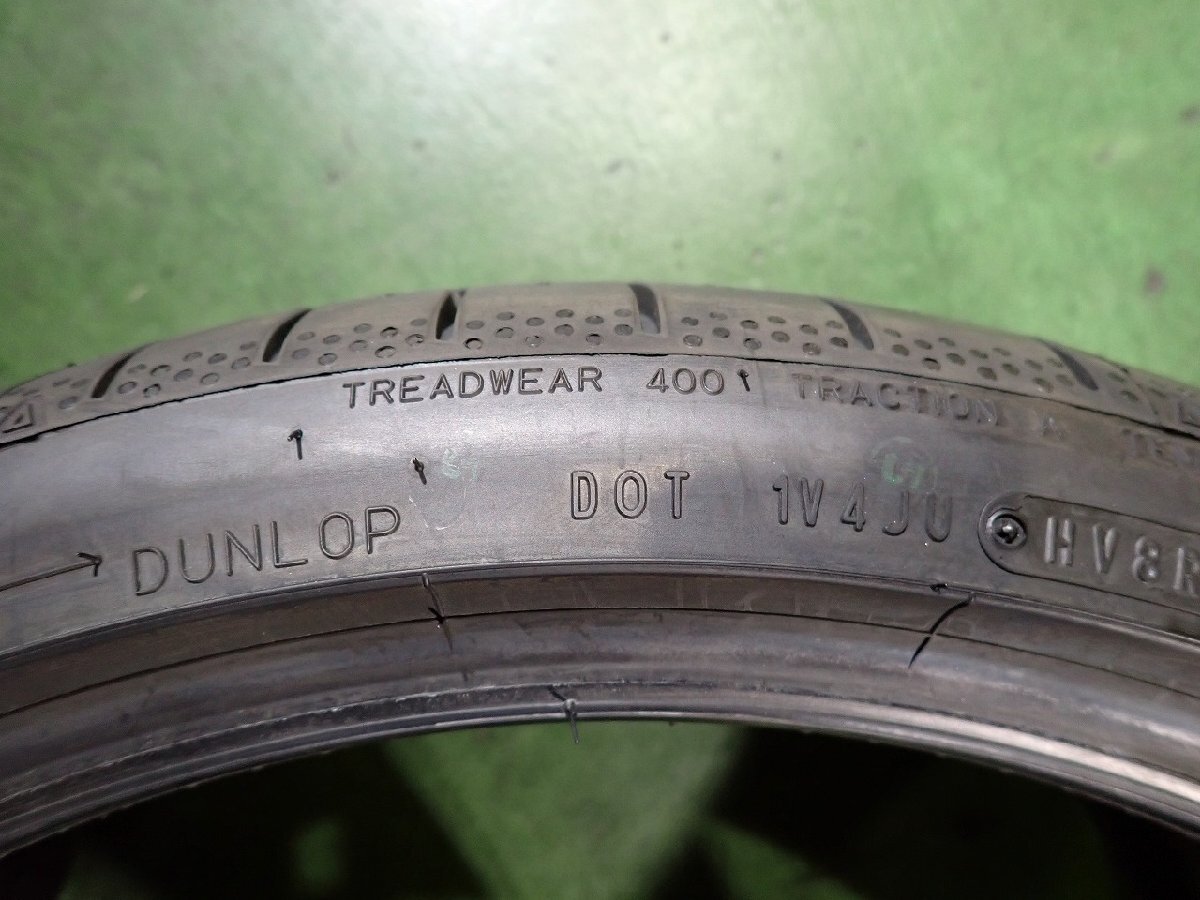 TREADWEAR 400 TRACTION A
DUNLOP DOT 1V4JU HV8R